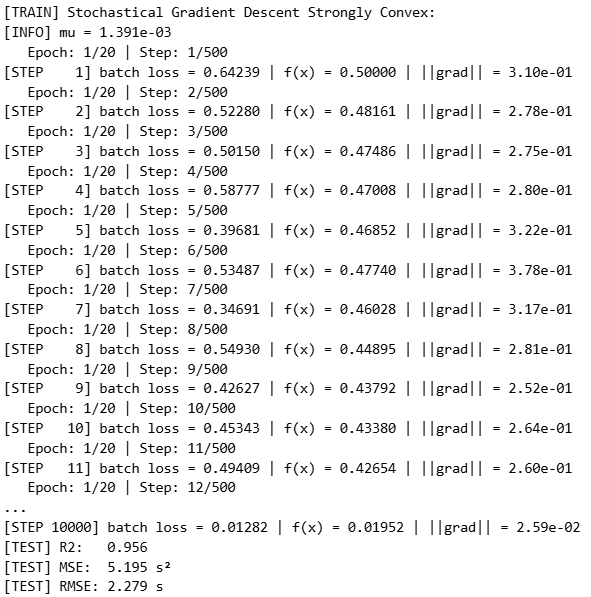 [TRAIN] Stochastical Gradient Descent Strongly Convex:
[INFO] mu = 1.391e-03
   Epoch: 1/20 | Step: 1/500
[STEP    1] batch loss = 0.64239 | f(x) = 0.50000 | ||grad|| = 3.10e-01
   Epoch: 1/20 | Step: 2/500
[STEP    2] batch loss = 0.52280 | f(x) = 0.48161 | ||grad|| = 2.78e-01
   Epoch: 1/20 | Step: 3/500
[STEP    3] batch loss = 0.50150 | f(x) = 0.47486 | ||grad|| = 2.75e-01
   Epoch: 1/20 | Step: 4/500
[STEP    4] batch loss = 0.58777 | f(x) = 0.47008 | ||grad|| = 2.80e-01
   Epoch: 1/20 | Step: 5/500
[STEP    5] batch loss = 0.39681 | f(x) = 0.46852 | ||grad|| = 3.22e-01
   Epoch: 1/20 | Step: 6/500
[STEP    6] batch loss = 0.53487 | f(x) = 0.47740 | ||grad|| = 3.78e-01
   Epoch: 1/20 | Step: 7/500
[STEP    7] batch loss = 0.34691 | f(x) = 0.46028 | ||grad|| = 3.17e-01
   Epoch: 1/20 | Step: 8/500
[STEP    8] batch loss = 0.54930 | f(x) = 0.44895 | ||grad|| = 2.81e-01
   Epoch: 1/20 | Step: 9/500
[STEP    9] batch loss = 0.42627 | f(x) = 0.43792 | ||grad|| = 2.52e-01
   Epoch: 1/20 | Step: 10/500
[STEP   10] batch loss = 0.45343 | f(x) = 0.43380 | ||grad|| = 2.64e-01
   Epoch: 1/20 | Step: 11/500
[STEP   11] batch loss = 0.49409 | f(x) = 0.42654 | ||grad|| = 2.60e-01
   Epoch: 1/20 | Step: 12/500
...
[STEP 10000] batch loss = 0.01282 | f(x) = 0.01952 | ||grad|| = 2.59e-02
[TEST] R2:   0.956
[TEST] MSE:  5.195 s²
[TEST] RMSE: 2.279 s